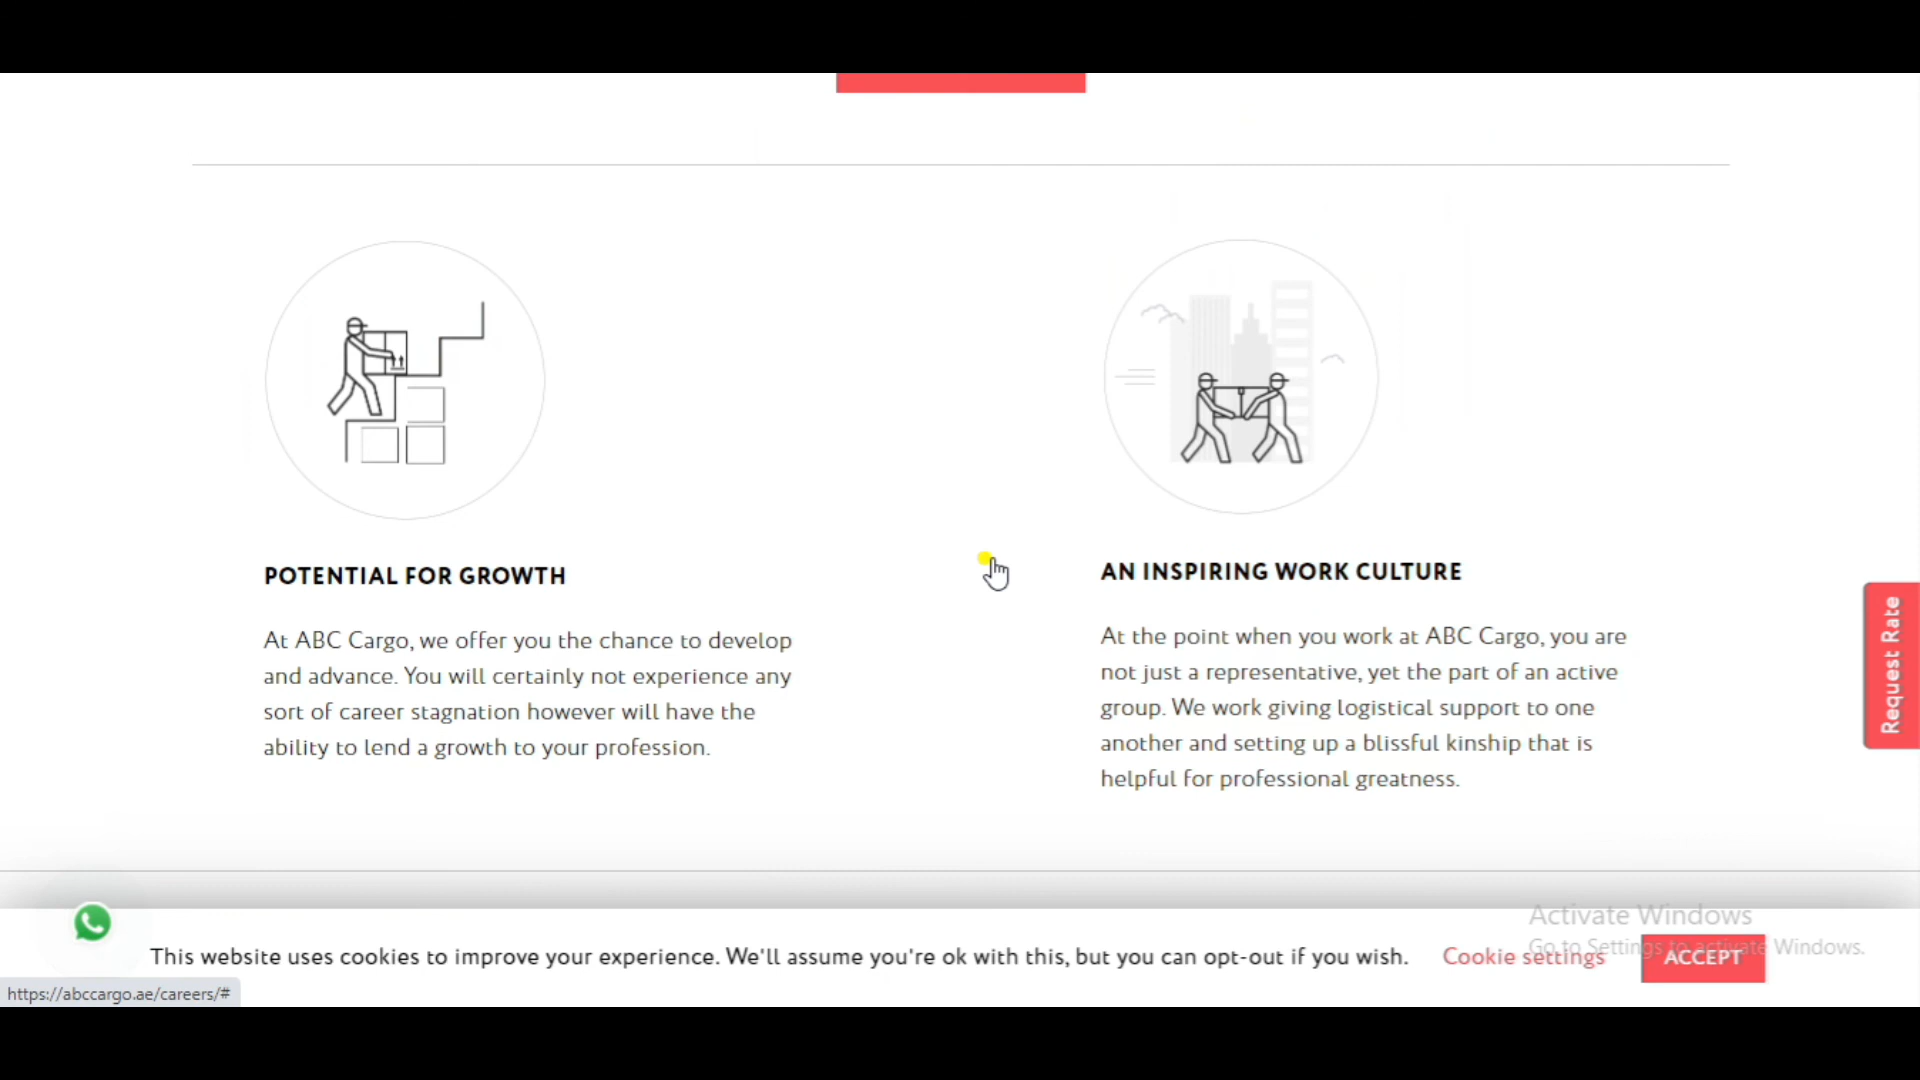 POTENTIAL FOR GROWTH
At ABC Cargo, we offer you the chance to develop
and advance. You will certainly not experience any
sort of career stagnation however will have the
ability to lend a growth to your profession.
AN INSPIRING WORK CULTURE
At the point when you work at ABC Cargo, you are
not just a representative, yet the part of an active
group. We work giving logistical support to one
another and setting up a blissful kinship that is
helpful for professional greatness.
Request Rate
Activate Windows
Go to Settings to activate Windows.
This website uses cookies to improve your experience. We'll assume you're ok with this, but you can opt-out if you wish. Cookie settings ACCEPT
https://abccargo.ae/careers/#